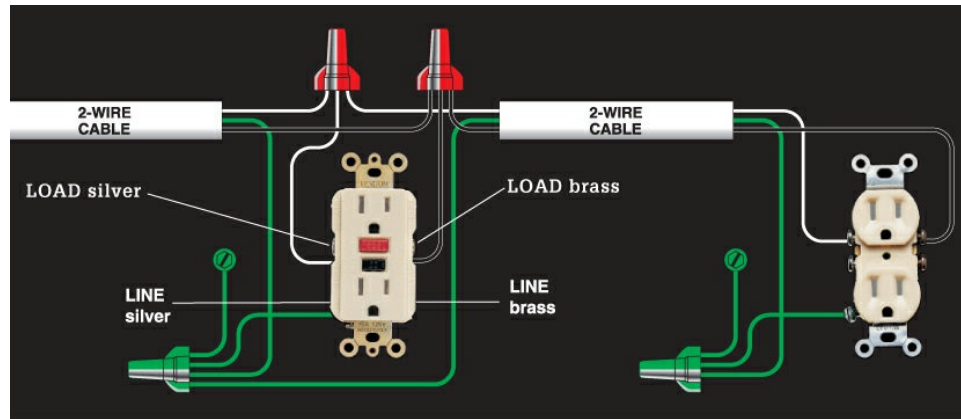 2-WIRE
CABLE
2-WIRE
CABLE
LOAD silver
LOAD brass
LINE
silver
LINE
brass